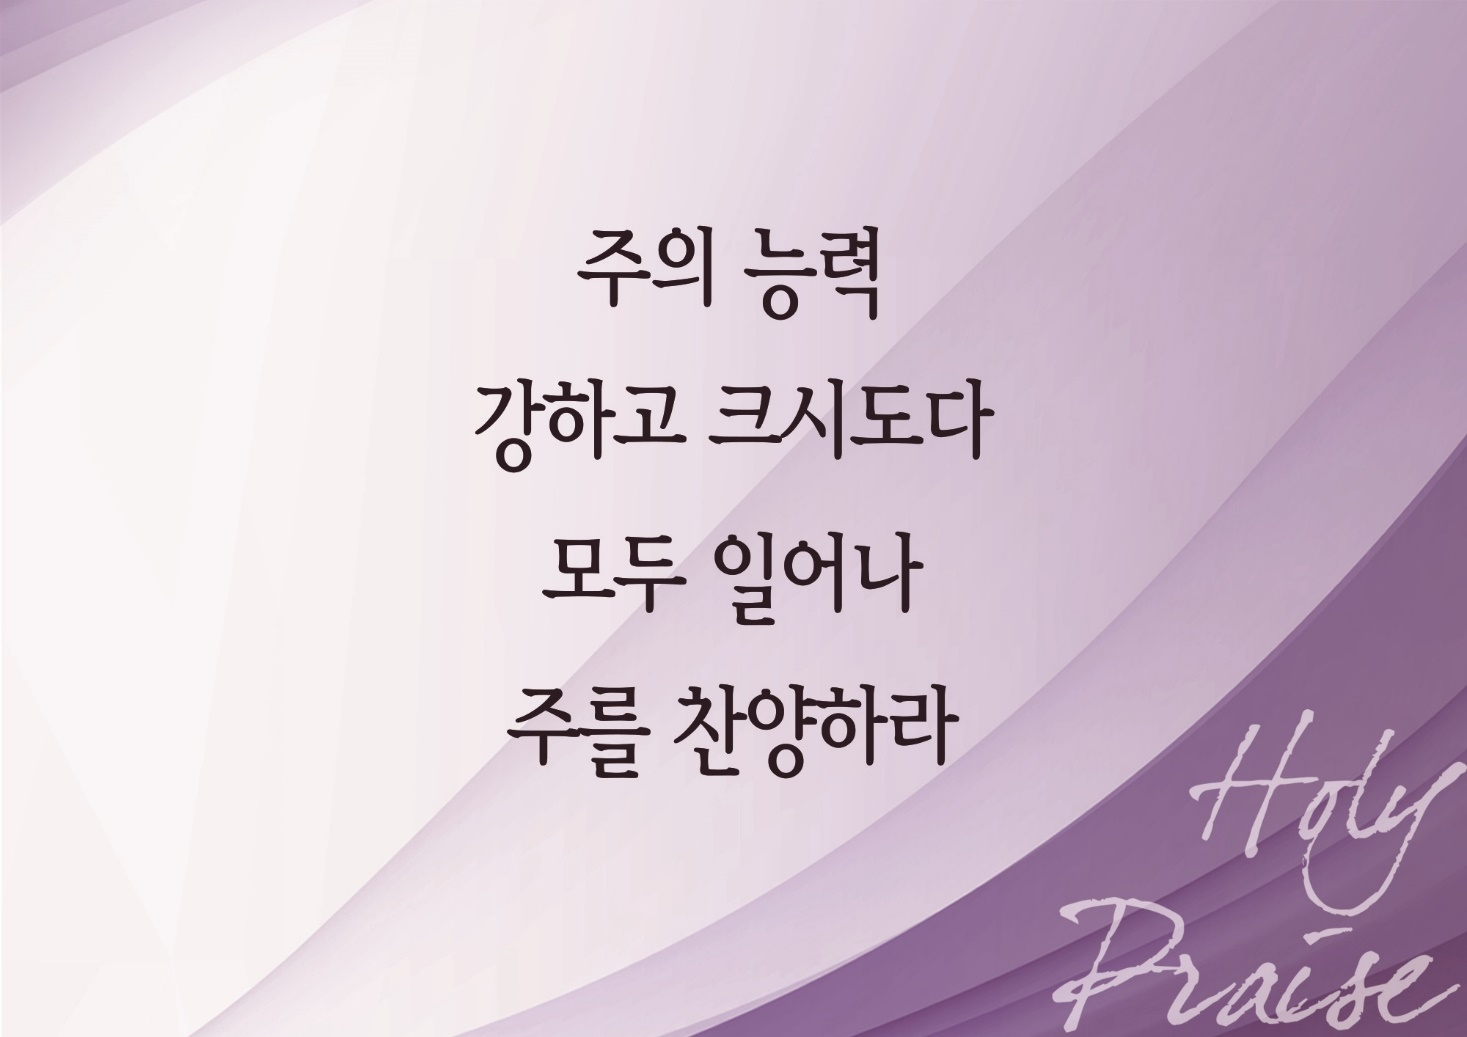 주의 능력
강하고 크시도다
모두 일어나
주를 찬양하라
Holy
Praise